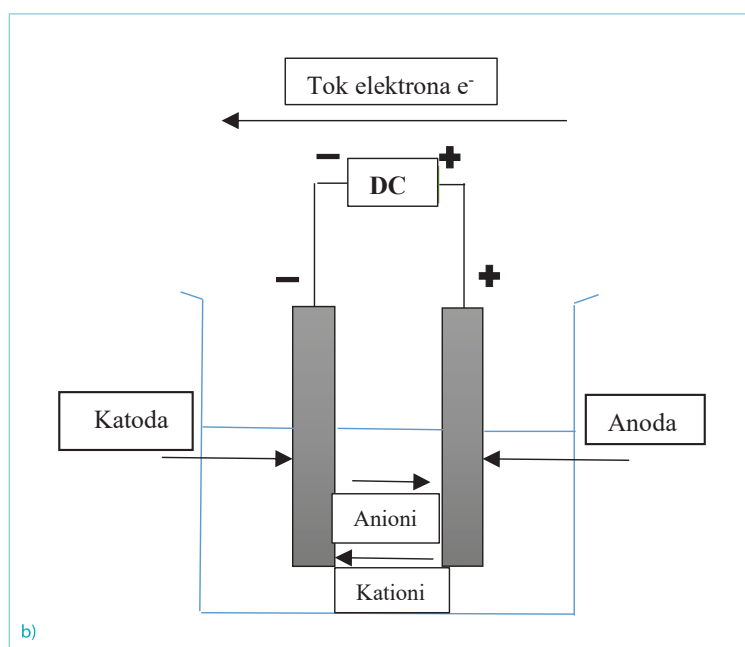 Tok elektrona e⁻
− +
DC
− +
Katoda
Anoda
Anioni
Kationi
b)